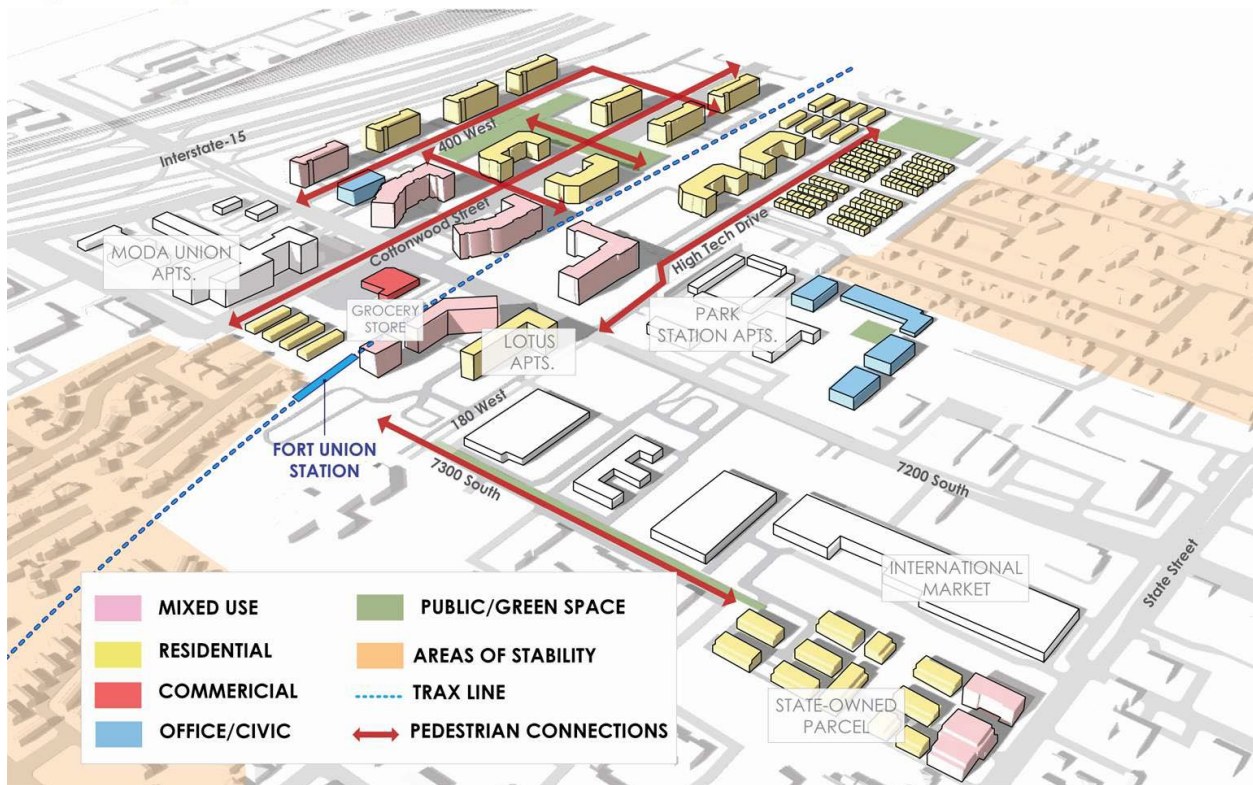 Interstate-15
400 West
MODA UNION
APTS.
Cottonwood Street
High Tech Drive
GROCERY
STORE
LOTUS
APTS.
PARK
STATION APTS.
180 West
FORT UNION
STATION
7300 South
7200 South
INTERNATIONAL
MARKET
State Street
STATE-OWNED
PARCEL
MIXED USE
RESIDENTIAL
COMMERICIAL
OFFICE/CIVIC
PUBLIC/GREEN SPACE
AREAS OF STABILITY
TRAX LINE
PEDESTRIAN CONNECTIONS